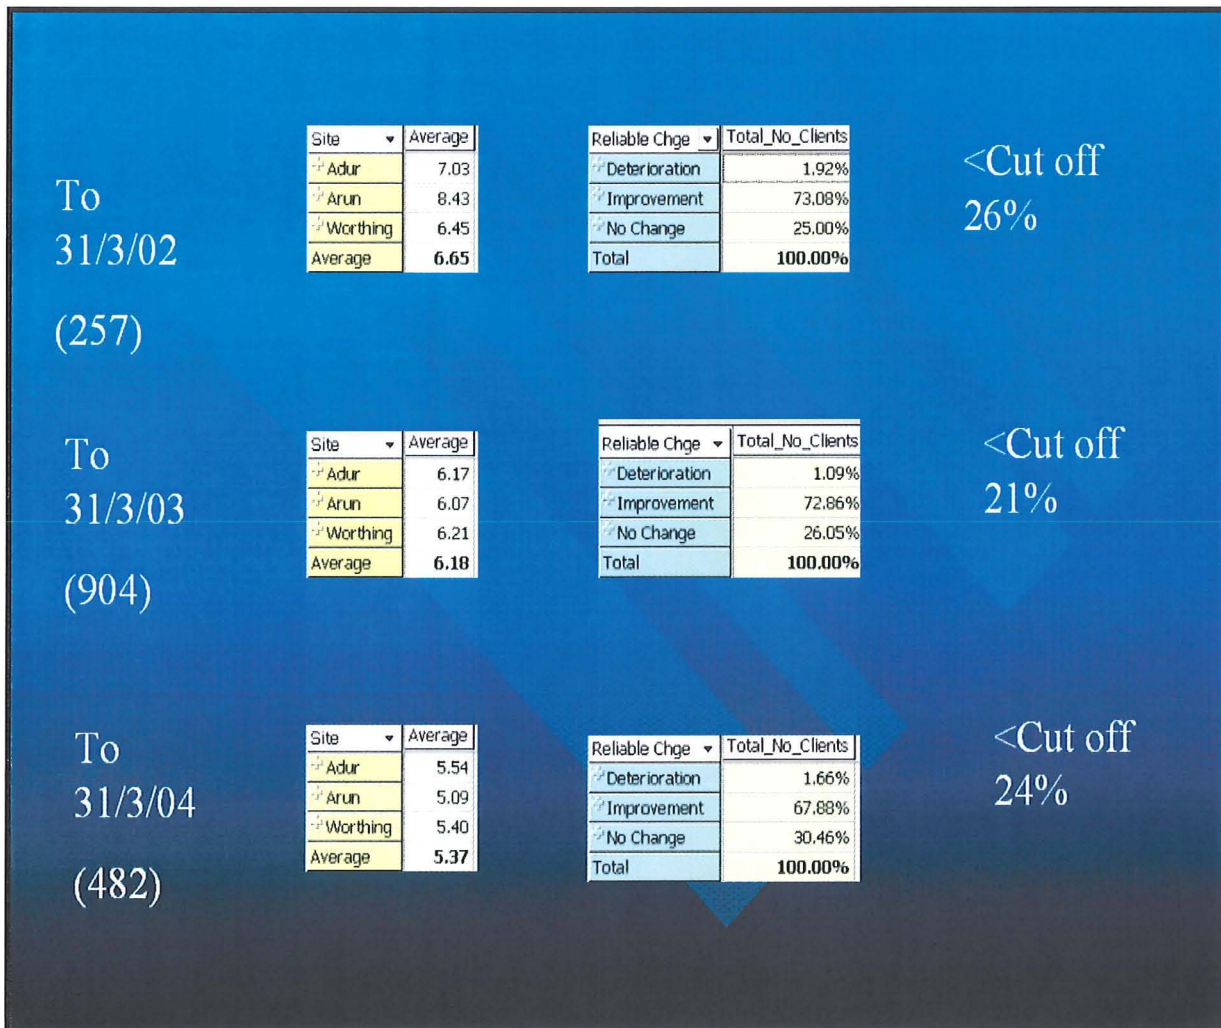 To
31/3/02
(257)
Site Average
Adur 7.03
Arun 8.43
Worthing 6.45
Average 6.65
Reliable Chge Total_No_Clients
Deterioration 1.92%
Improvement 73.08%
No Change 25.00%
Total 100.00%
<Cut off
26%
To
31/3/03
(904)
Site Average
Adur 6.17
Arun 6.07
Worthing 6.21
Average 6.18
Reliable Chge Total_No_Clients
Deterioration 1.09%
Improvement 72.86%
No Change 26.05%
Total 100.00%
<Cut off
21%
To
31/3/04
(482)
Site Average
Adur 5.54
Arun 5.09
Worthing 5.40
Average 5.37
Reliable Chge Total_No_Clients
Deterioration 1.66%
Improvement 67.88%
No Change 30.46%
Total 100.00%
<Cut off
24%